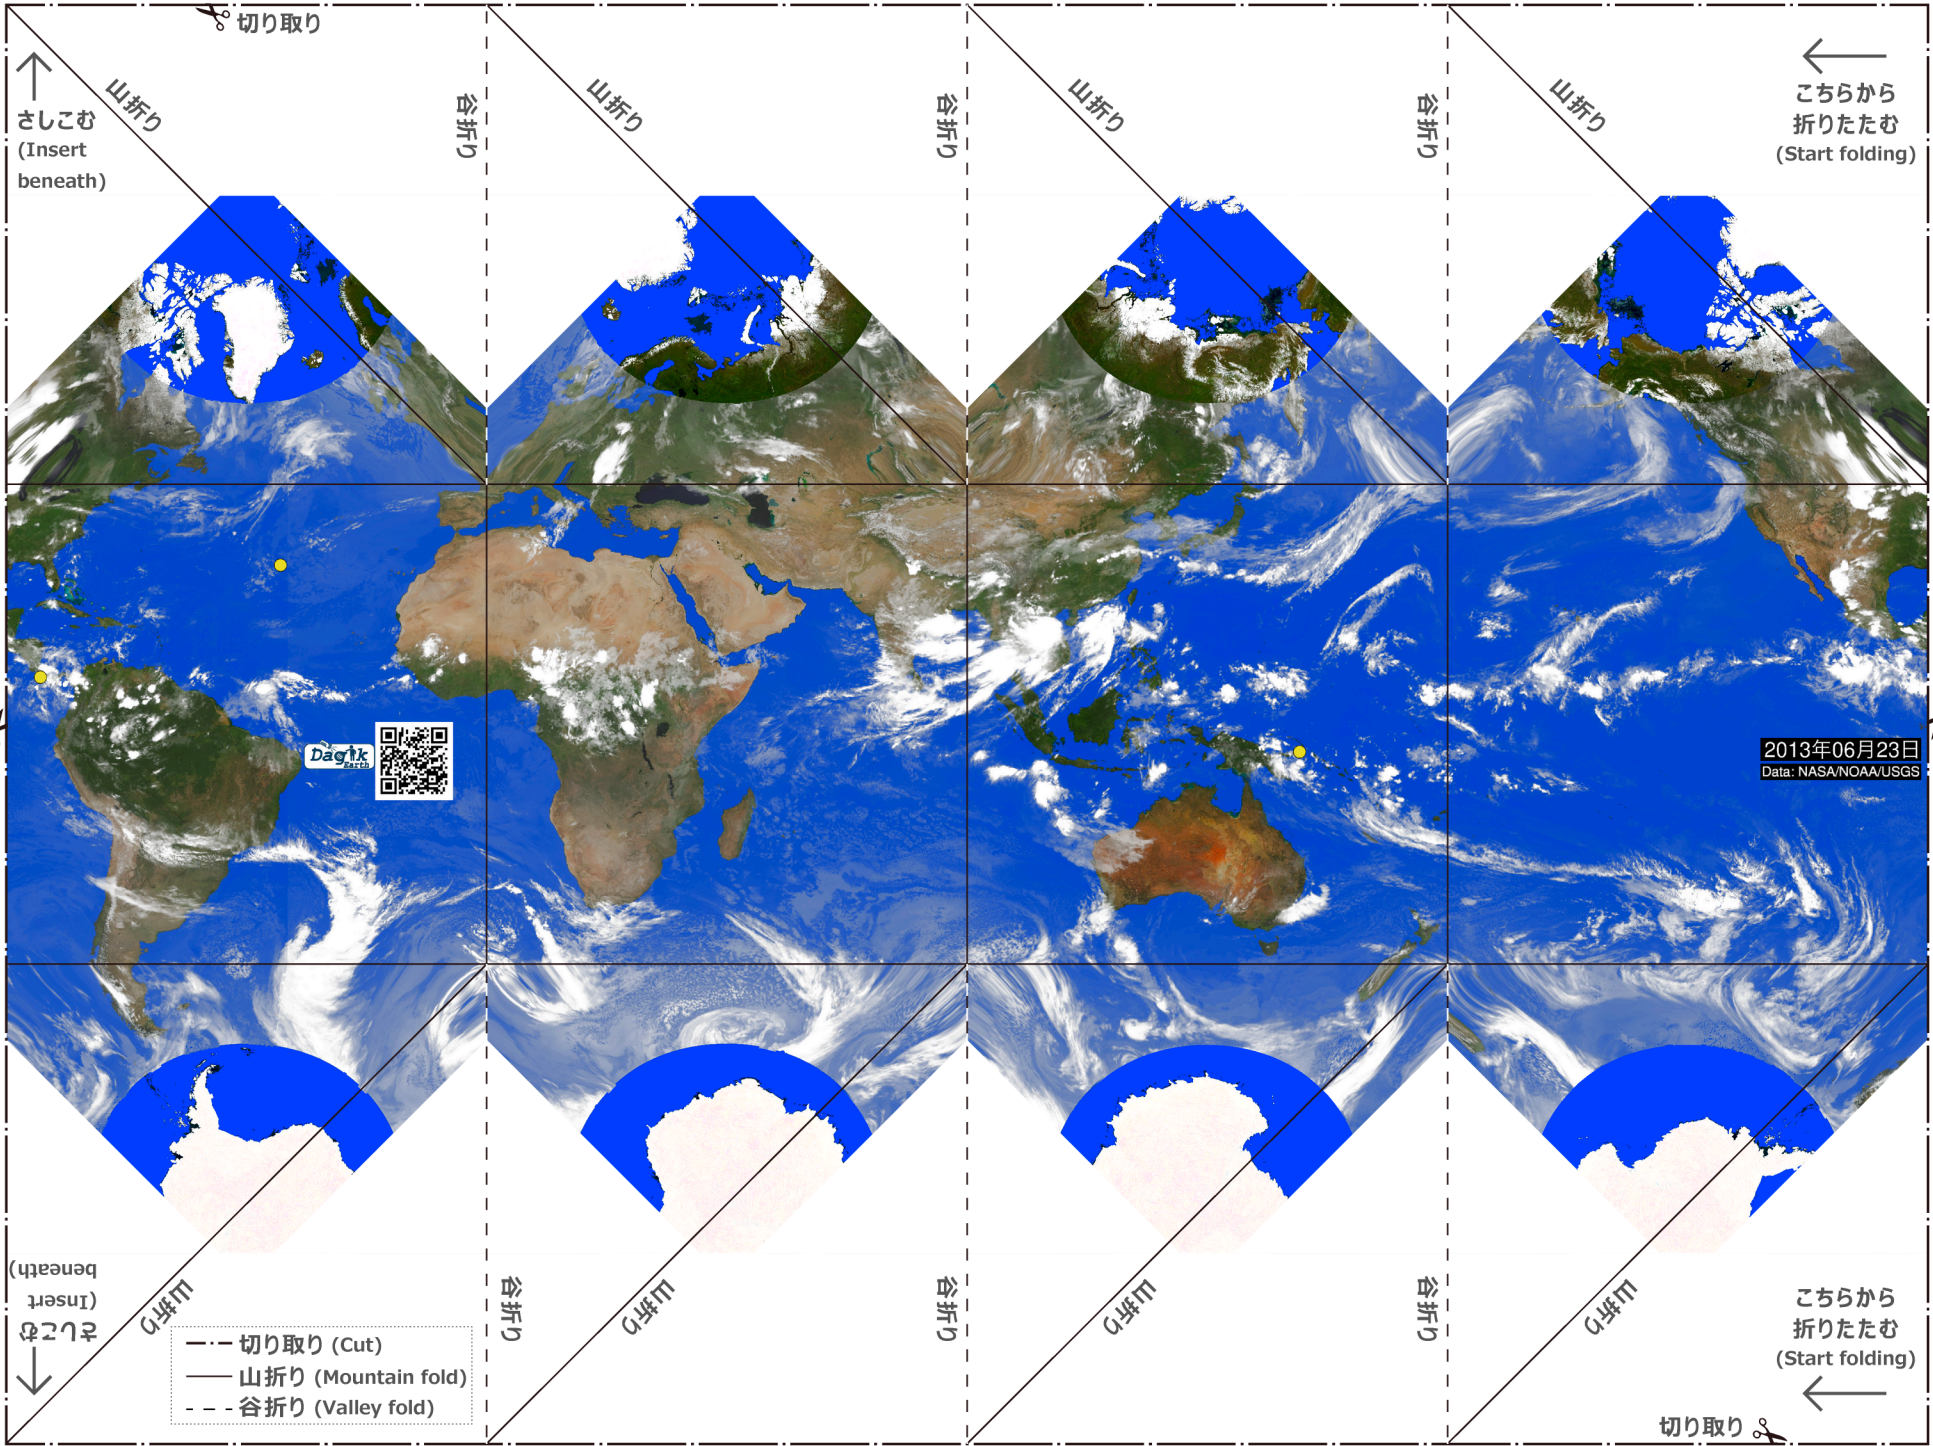 切り取り
さしこむ
(Insert
beneath)
山折り
谷折り
山折り
谷折り
山折り
谷折り
山折り
こちらから
折りたたむ
(Start folding)
Dagik
Earth
2013年06月23日
Data: NASA/NOAA/USGS
さしこむ
(Insert
beneath)
山折り
谷折り
山折り
谷折り
山折り
谷折り
山折り
こちらから
折りたたむ
(Start folding)
切り取り (Cut)
山折り (Mountain fold)
谷折り (Valley fold)
切り取り